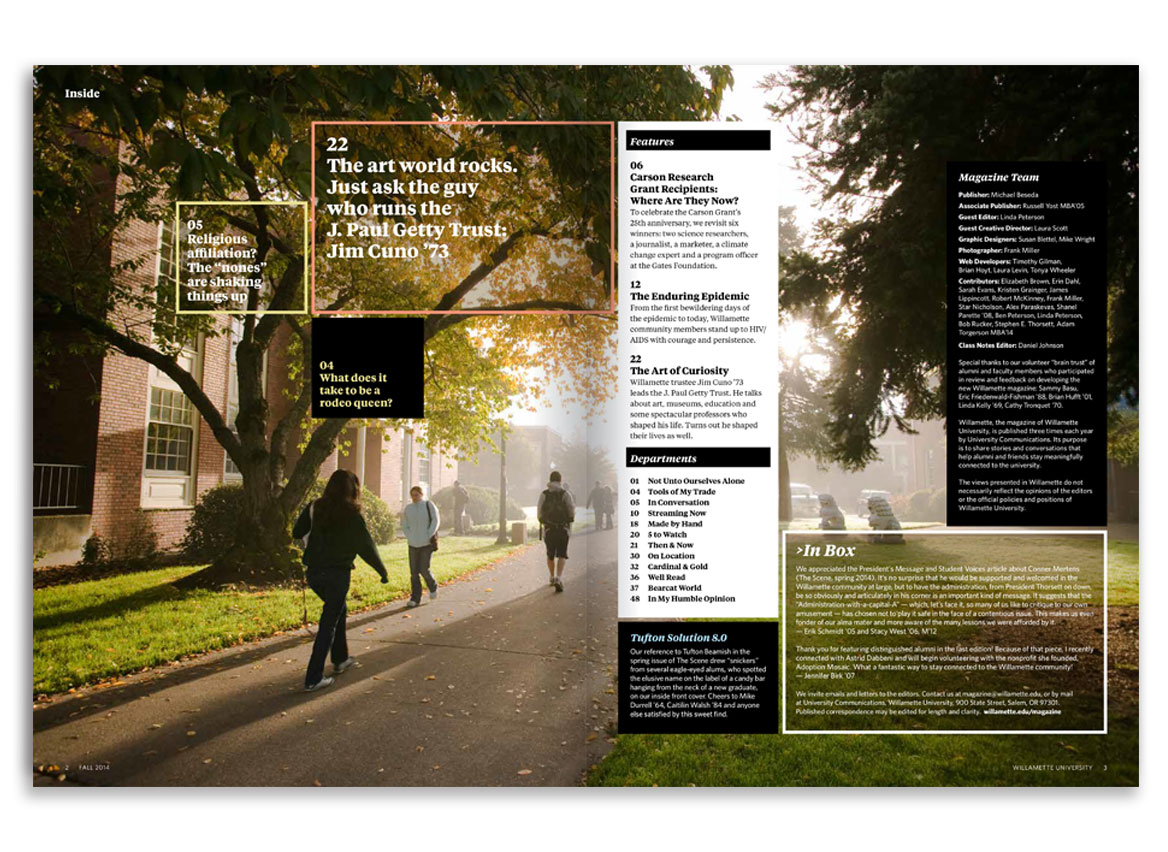 Inside
05
Religious
affiliation?
The “nones”
are shaking
things up
22
The art world rocks.
Just ask the guy
who runs the
J. Paul Getty Trust:
Jim Cuno ’73
04
What does it
take to be a
rodeo queen?
Features
06
Carson Research
Grant Recipients:
Where Are They Now?
To celebrate the Carson Grant’s
25th anniversary, we revisit six
winners: two science researchers,
a journalist, a marketer, a climate
change expert and a program officer
at the Gates Foundation.
12
The Enduring Epidemic
From the first bewildering days of
the epidemic to today, Willamette
community members stand up to HIV/
AIDS with courage and persistence.
22
The Art of Curiosity
Willamette trustee Jim Cuno ’73
leads the J. Paul Getty Trust. He talks
about art, museums, education and
some spectacular professors who
shaped his life. Turns out he shaped
their lives as well.
Departments
01 Not Unto Ourselves Alone
04 Tools of My Trade
05 In Conversation
10 Streaming Now
18 Made by Hand
20 5 to Watch
21 Then & Now
30 On Location
32 Cardinal & Gold
36 Well Read
37 Bearcat World
48 In My Humble Opinion
Tufton Solution 8.0
Our reference to Tufton Beamish in the
spring issue of The Scene drew “snickers”
from several eagle-eyed alums, who spotted
the elusive name on the label of a candy bar
hanging from the neck of a new graduate,
on our inside front cover. Cheers to Mike
Durrell ’64, Caitilin Walsh ’84 and anyone
else satisfied by this sweet find.
Magazine Team
Publisher: Michael Beseda
Associate Publisher: Russell Yost MBA’05
Guest Editor: Linda Peterson
Guest Creative Director: Laura Scott
Graphic Designers: Susan Blettel, Mike Wright
Photographer: Frank Miller
Web Developers: Timothy Gilman,
Brian Hoyt, Laura Levin, Tonya Wheeler
Contributors: Elizabeth Brown, Erin Dahl,
Sarah Evans, Kristen Grainger, James
Lippincott, Robert McKinney, Frank Miller,
Star Nicholson, Alex Paraskevas, Shanel
Parette ’08, Ben Peterson, Linda Peterson,
Bob Rucker, Stephen E. Thorsett, Adam
Torgerson MBA’14
Class Notes Editor: Daniel Johnson
Special thanks to our volunteer “brain trust” of
alumni and faculty members who participated
in review and feedback on developing the
new Willamette magazine: Sammy Basu,
Eric Friedenwald-Fishman ’88, Brian Hufft ’01,
Linda Kelly ’69, Cathy Tronquet ’70.
Willamette, the magazine of Willamette
University, is published three times each year
by University Communications. Its purpose
is to share stories and conversations that
help alumni and friends stay meaningfully
connected to the university.
The views presented in Willamette do not
necessarily reflect the opinions of the editors
or the official policies and positions of
Willamette University.
>In Box
We appreciated the President’s Message and Student Voices article about Conner Mertens
(The Scene, spring 2014). It’s no surprise that he would be supported and welcomed in the
Willamette community at large, but to have the administration, from President Thorsett on down,
be so obviously and articulately in his corner is an important kind of message. It suggests that the
“Administration-with-a-capital-A” — which, let’s face it, so many of us like to critique to our own
amusement — has chosen not to play it safe in the face of a contentious issue. This makes us even
fonder of our alma mater and more aware of the many lessons we were afforded by it.
— Erik Schmidt ’05 and Stacy West ’06, M’12
Thank you for featuring distinguished alumni in the last edition! Because of that piece, I recently
connected with Astrid Dabbeni and will begin volunteering with the nonprofit she founded,
Adoption Mosaic. What a fantastic way to stay connected to the Willamette community!
— Jennifer Birk ’07
We invite emails and letters to the editors. Contact us at magazine@willamette.edu, or by mail
at University Communications, Willamette University, 900 State Street, Salem, OR 97301.
Published correspondence may be edited for length and clarity. willamette.edu/magazine
2 FALL 2014
WILLAMETTE UNIVERSITY 3